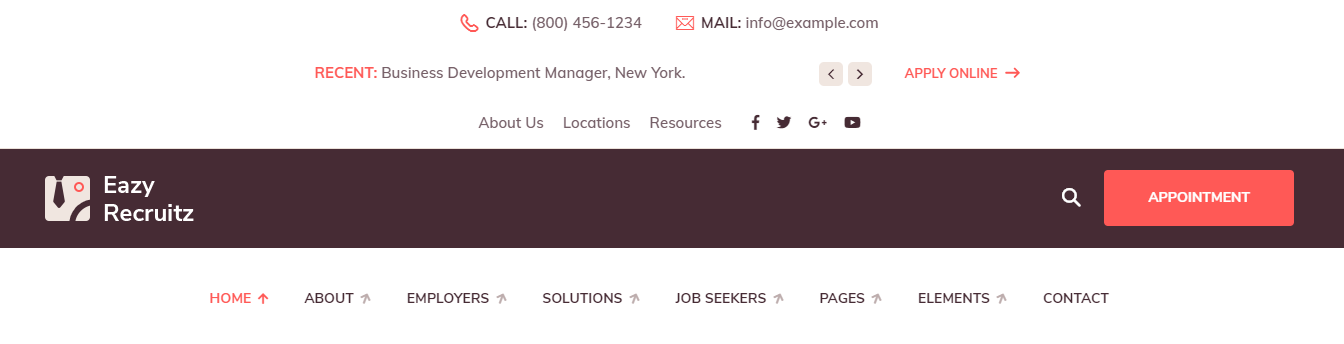 CALL: (800) 456-1234 MAIL: info@example.com
RECENT: Business Development Manager, New York. APPLY ONLINE
About Us Locations Resources
Eazy
Recruitz
APPOINTMENT
HOME ABOUT EMPLOYERS SOLUTIONS JOB SEEKERS PAGES ELEMENTS CONTACT